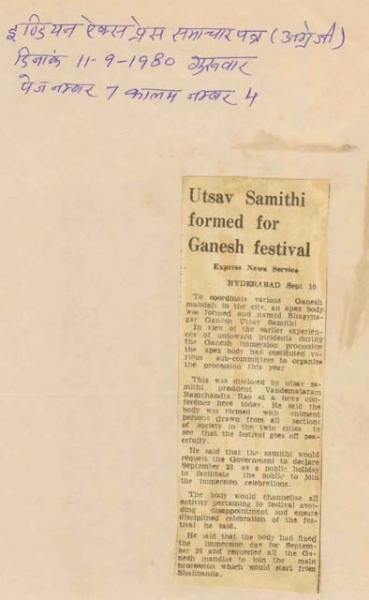 इण्डियन ऐक्सप्रेस समाचार पत्र (अंग्रेजी)
दिनांक 11-9-1980 गुरूवार
पेज नम्बर 7 कालम नम्बर 4
Utsav Samithi
formed for
Ganesh festival
Express News Service
HYDERABAD Sept 10
To coordinate various Ganesh
mandals in the city, an apex body
was formed and named Bhagyna-
gar Ganesh Utsav Samithi
In view of the earlier experien-
ces of untoward incidents during
the Ganesh immersion procession
the apex body had costituted va-
rious sub-committees to organise
the procession this year
This was disclosed by utsav sa-
mithi president Vandemataram
Ramchandra Rao at a news con-
ference here today. He said the
body was formed with eminent
persons drawn from all sections
of society in the twin cities to
see that the festival goes off pea-
cefully.
He said that the samithi would
request the Government to declare
September 22 as a public holiday
to facilitate the public to join
the immersion celebrations.
The body would channelise all
activity pertaining to festival avoi-
ding disappointment and ensure
disciplined celebration of the fes-
tival he said.
He said that the body had fixed
the immersion day for Septem-
ber 22 and requested all the Ga-
nesh mandles to join the main
procession which would start from
Shalibanda.